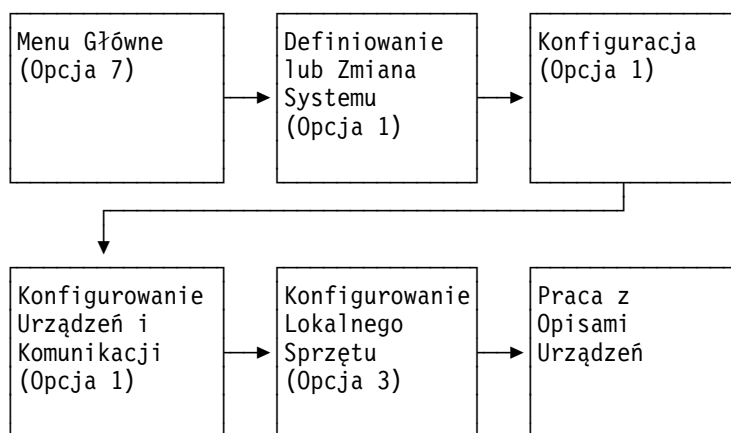 Menu Główne
(Opcja 7)
Definiowanie
lub Zmiana
Systemu
(Opcja 1)
Konfiguracja
(Opcja 1)
Konfigurowanie
Urządzeń i
Komunikacji
(Opcja 1)
Konfigurowanie
Lokalnego
Sprzętu
(Opcja 3)
Praca z
Opisami
Urządzeń